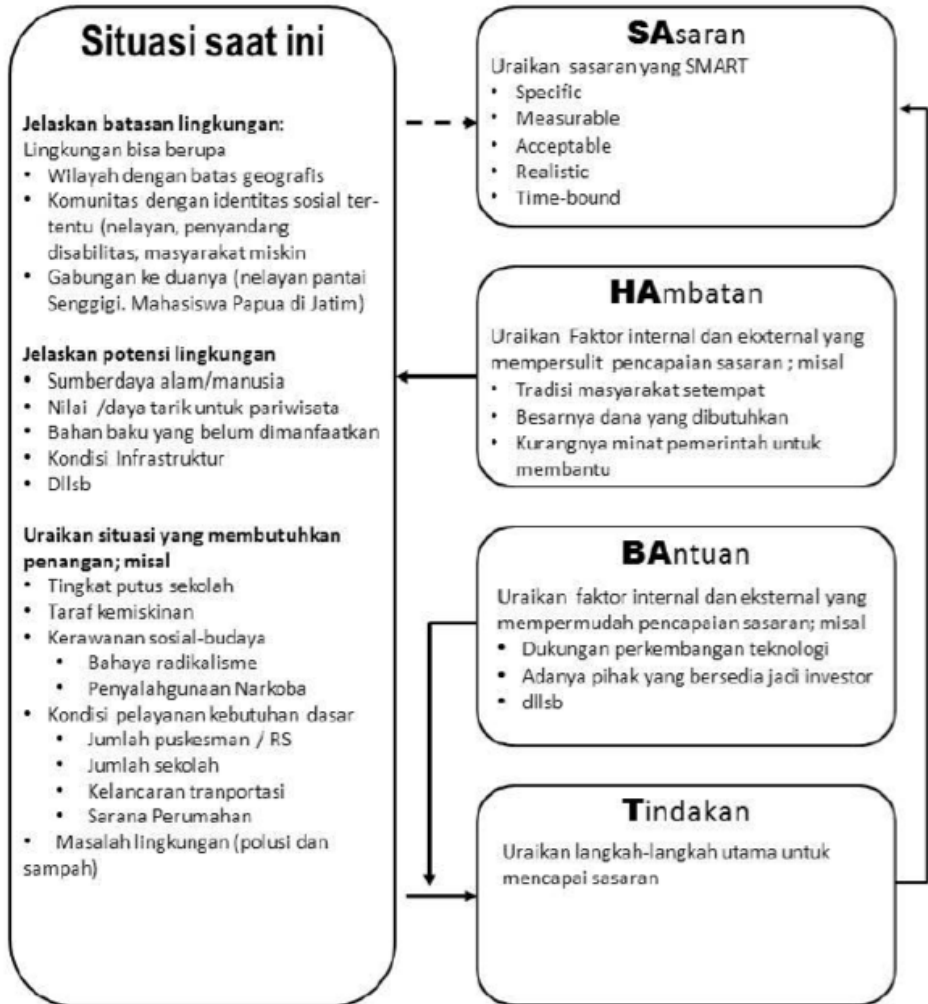 Situasi saat ini
Jelaskan batasan lingkungan:
Lingkungan bisa berupa
• Wilayah dengan batas geografis
• Komunitas dengan identitas sosial ter-
tentu (nelayan, penyandang
disabilitas, masyarakat miskin
• Gabungan ke duanya (nelayan pantai
Senggigi. Mahasiswa Papua di Jatim)
Jelaskan potensi lingkungan
• Sumberdaya alam/manusia
• Nilai /daya tarik untuk pariwisata
• Bahan baku yang belum dimanfaatkan
• Kondisi Infrastruktur
• Dllsb
Uraikan situasi yang membutuhkan
penangan; misal
• Tingkat putus sekolah
• Taraf kemiskinan
• Kerawanan sosial-budaya
• Bahaya radikalisme
• Penyalahgunaan Narkoba
• Kondisi pelayanan kebutuhan dasar
• Jumlah puskesman / RS
• Jumlah sekolah
• Kelancaran tranportasi
• Sarana Perumahan
• Masalah lingkungan (polusi dan
sampah)
SAsaran
Uraikan sasaran yang SMART
• Specific
• Measurable
• Acceptable
• Realistic
• Time-bound
HAmbatan
Uraikan Faktor internal dan ekxternal yang
mempersulit pencapaian sasaran ; misal
• Tradisi masyarakat setempat
• Besarnya dana yang dibutuhkan
• Kurangnya minat pemerintah untuk
membantu
BAntuan
Uraikan faktor internal dan eksternal yang
mempermudah pencapaian sasaran; misal
• Dukungan perkembangan teknologi
• Adanya pihak yang bersedia jadi investor
• dllsb
Tindakan
Uraikan langkah-langkah utama untuk
mencapai sasaran